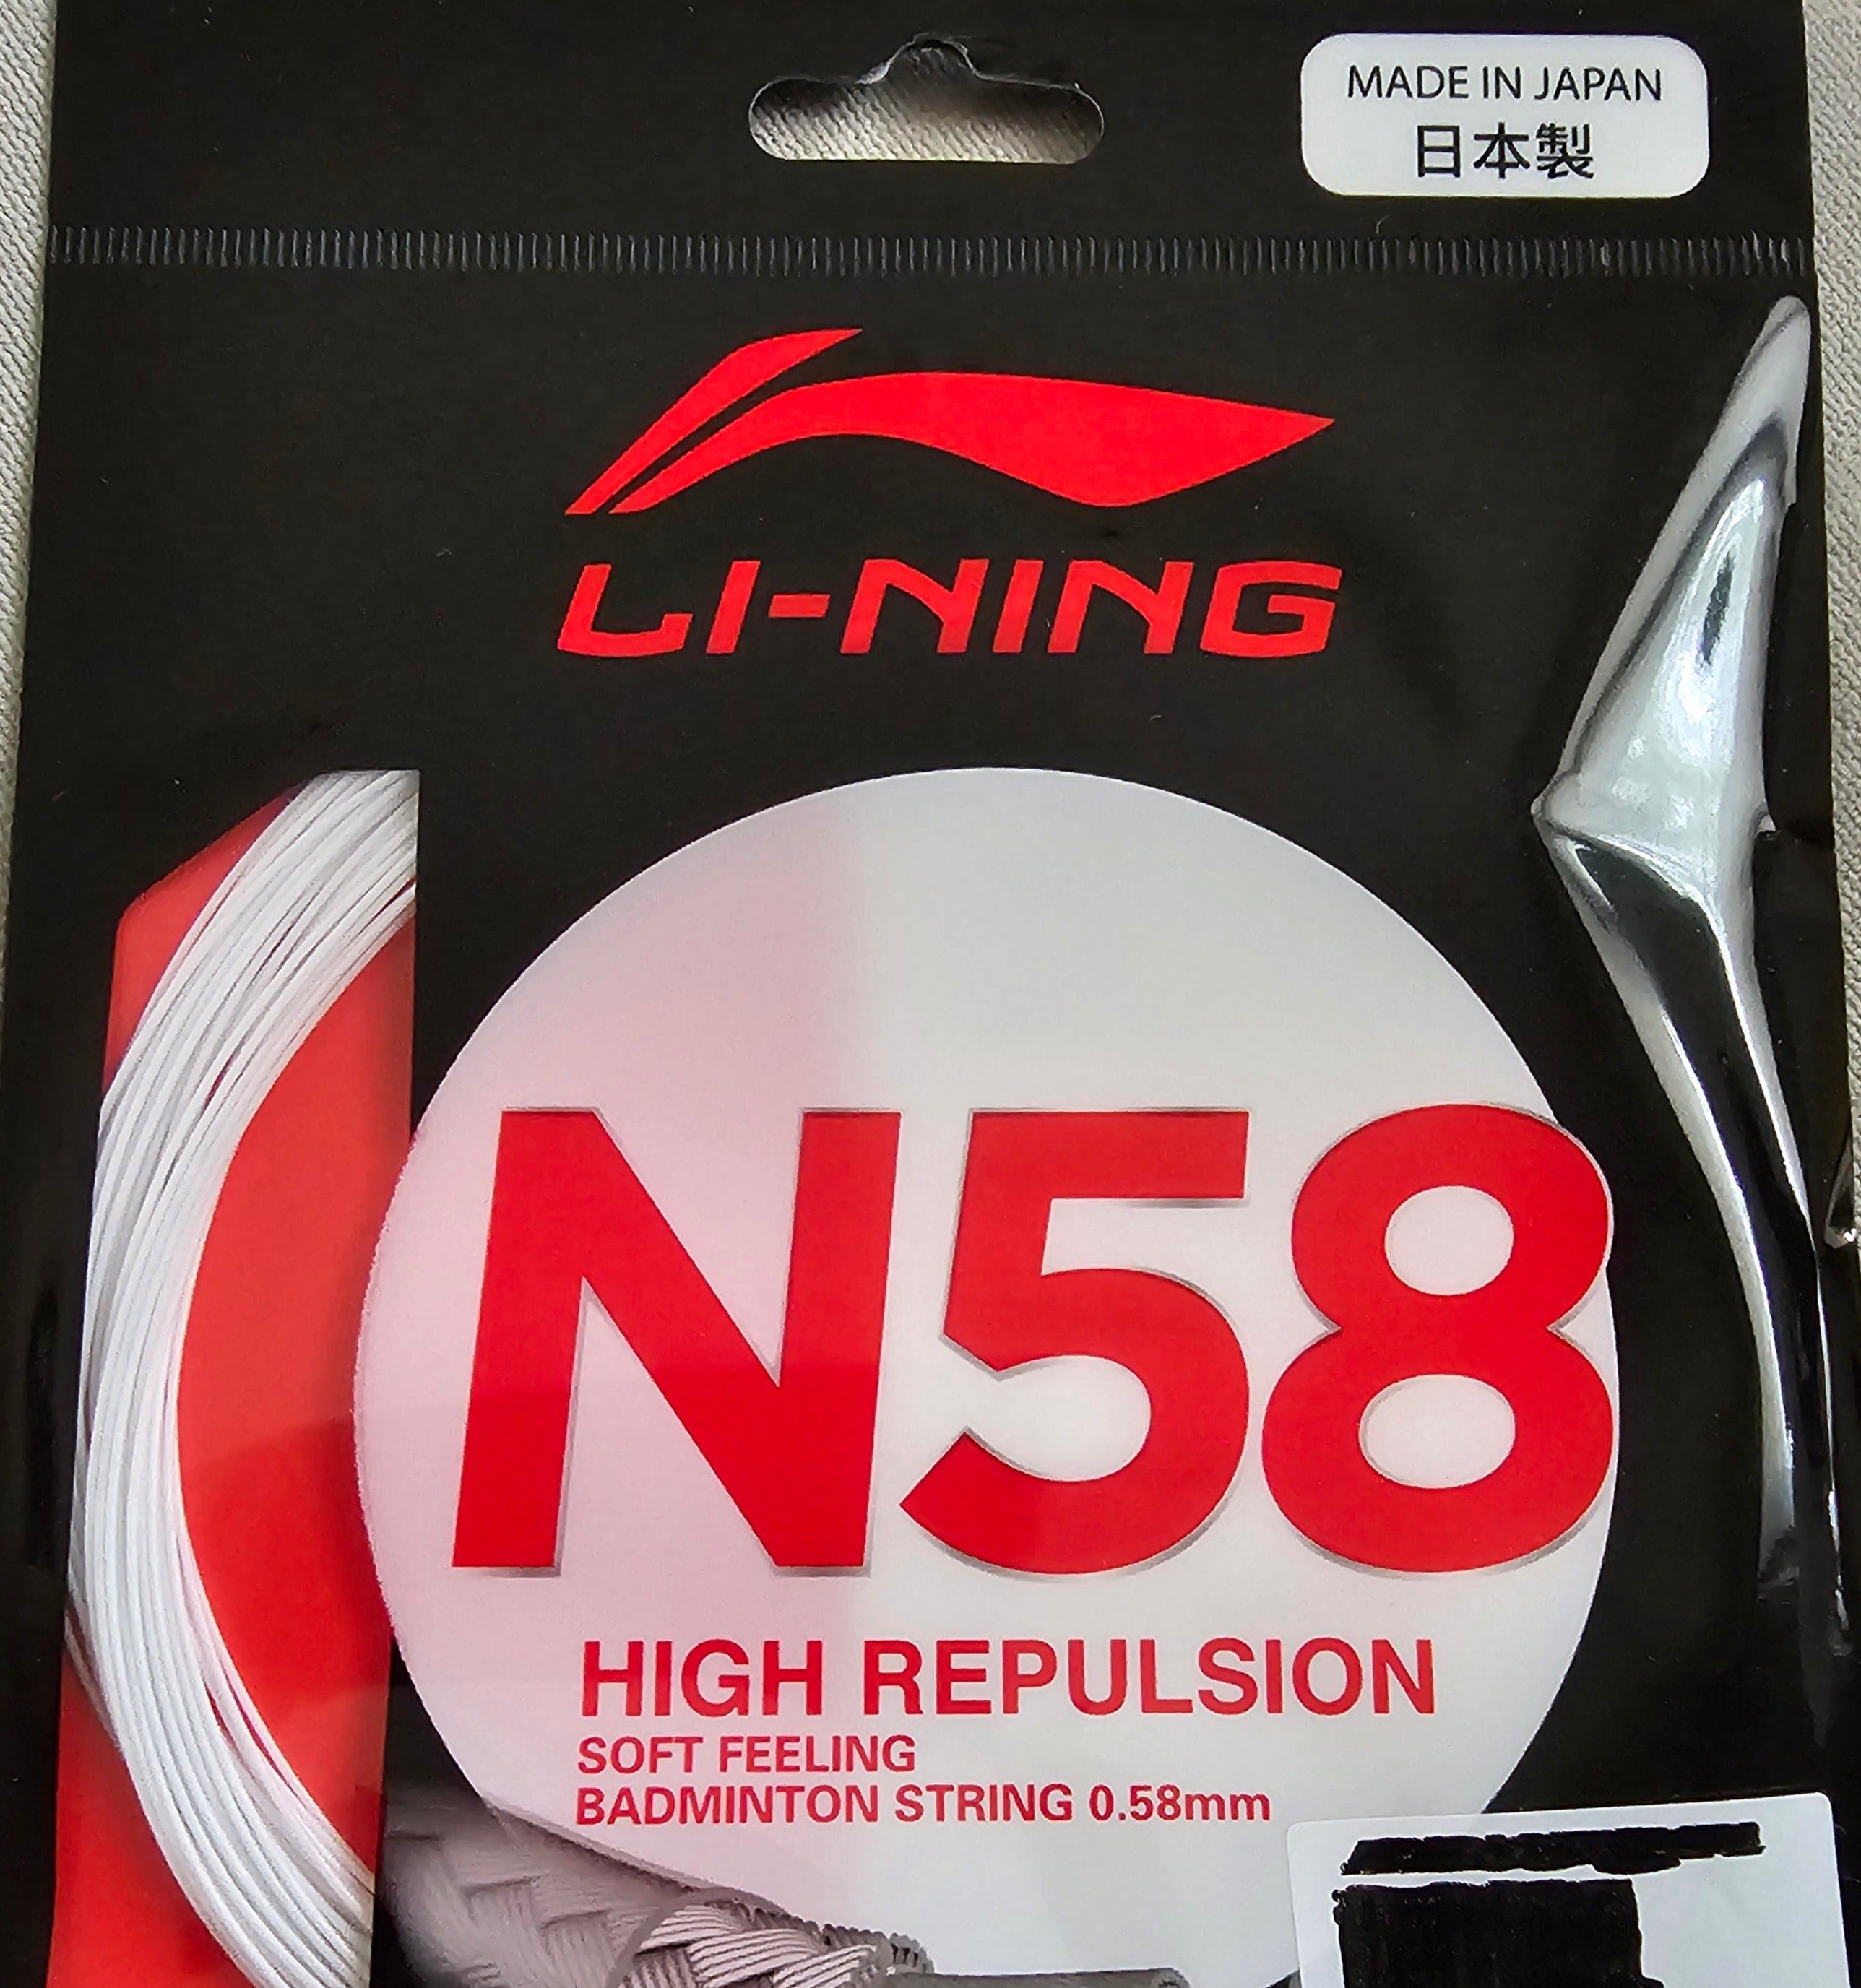 MADE IN JAPAN
日本製
LI-NING
N58
HIGH REPULSION
SOFT FEELING
BADMINTON STRING 0.58mm